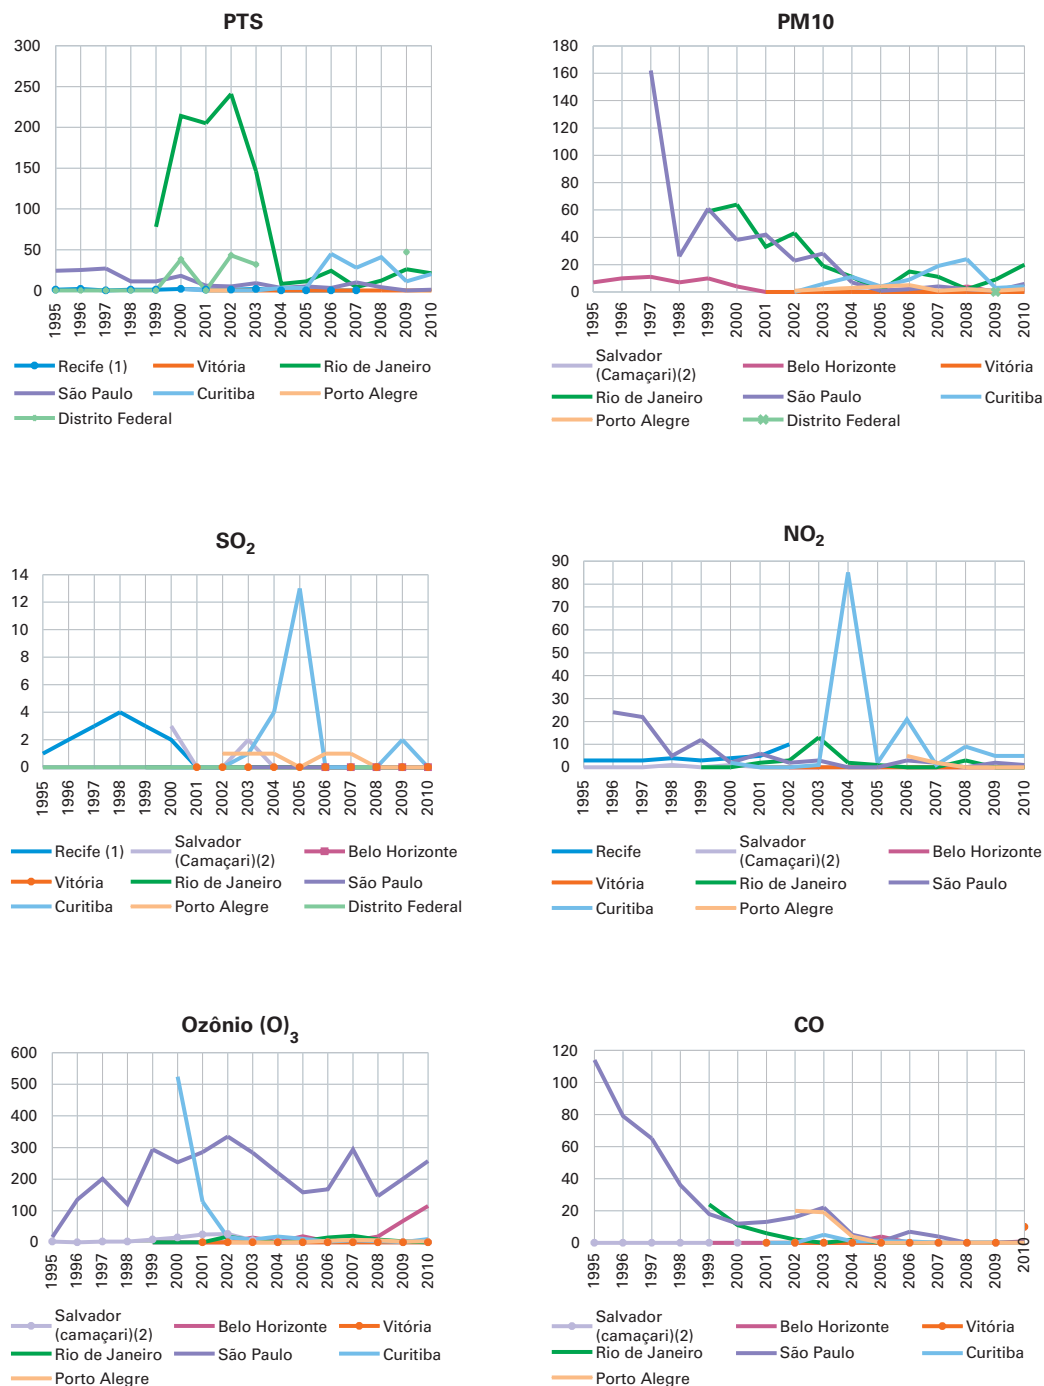 PTS
300
250
200
150
100
50
0
1995 1996 1997 1998 1999 2000 2001 2002 2003 2004 2005 2006 2007 2008 2009 2010
Recife (1) Vitória Rio de Janeiro
São Paulo Curitiba Porto Alegre
Distrito Federal
PM10
180
160
140
120
100
80
60
40
20
0
1995 1996 1997 1998 1999 2000 2001 2002 2003 2004 2005 2006 2007 2008 2009 2010
Salvador
(Camaçari)(2) Belo Horizonte Vitória
Rio de Janeiro São Paulo Curitiba
Porto Alegre Distrito Federal
SO2
14
12
10
8
6
4
2
0
1995 1996 1997 1998 1999 2000 2001 2002 2003 2004 2005 2006 2007 2008 2009 2010
Recife (1) Salvador
(Camaçari)(2) Belo Horizonte
Vitória Rio de Janeiro São Paulo
Curitiba Porto Alegre Distrito Federal
NO2
90
80
70
60
50
40
30
20
10
0
1995 1996 1997 1998 1999 2000 2001 2002 2003 2004 2005 2006 2007 2008 2009 2010
Recife Salvador
(Camaçari)(2) Belo Horizonte
Vitória Rio de Janeiro São Paulo
Curitiba Porto Alegre
Ozônio (O)3
600
500
400
300
200
100
0
1995 1996 1997 1998 1999 2000 2001 2002 2003 2004 2005 2006 2007 2008 2009 2010
Salvador
(camaçari)(2) Belo Horizonte Vitória
Rio de Janeiro São Paulo Curitiba
Porto Alegre
CO
120
100
80
60
40
20
0
1995 1996 1997 1998 1999 2000 2001 2002 2003 2004 2005 2006 2007 2008 2009 2010
Salvador
(camaçari)(2) Belo Horizonte Vitória
Rio de Janeiro São Paulo Curitiba
Porto Alegre